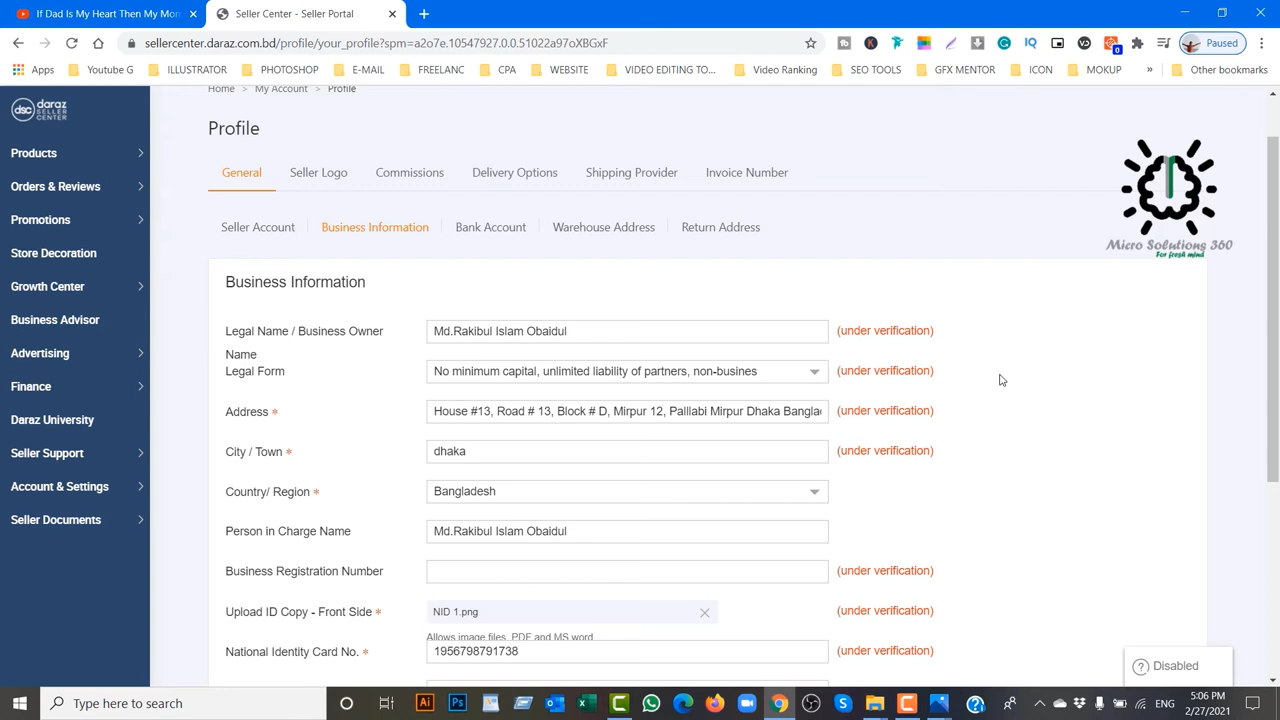 If Dad Is My Heart Then My Mon
Seller Center - Seller Portal
sellercenter.daraz.com.bd/profile/your_profile?spm=a2o7e.10547927.0.0.51022a97oXBGxF
Paused
Apps
Youtube G
ILLUSTRATOR
PHOTOSHOP
E-MAIL
FREELANC
CPA
WEBSITE
VIDEO EDITING TO...
Video Ranking
SEO TOOLS
GFX MENTOR
ICON
MOKUP
»
Other bookmarks
dsc daraz SELLER CENTER
Products
Orders & Reviews
Promotions
Store Decoration
Growth Center
Business Advisor
Advertising
Finance
Daraz University
Seller Support
Account & Settings
Seller Documents
Home > My Account > Profile
Profile
General Seller Logo Commissions Delivery Options Shipping Provider Invoice Number
Micro Solutions 360
For fresh mind
Seller Account Business Information Bank Account Warehouse Address Return Address
Business Information
Legal Name / Business Owner Name
Md.Rakibul Islam Obaidul (under verification)
Legal Form No minimum capital, unlimited liability of partners, non-busines (under verification)
Address * House #13, Road # 13, Block # D, Mirpur 12, Palllabi Mirpur Dhaka Banglad (under verification)
City / Town * dhaka (under verification)
Country/ Region * Bangladesh
Person in Charge Name Md.Rakibul Islam Obaidul
Business Registration Number (under verification)
Upload ID Copy - Front Side * NID 1.png (under verification)
Allows image files, PDF and MS word
National Identity Card No. * 1956798791738 (under verification)
Disabled
Type here to search
ENG
5:06 PM
2/27/2021